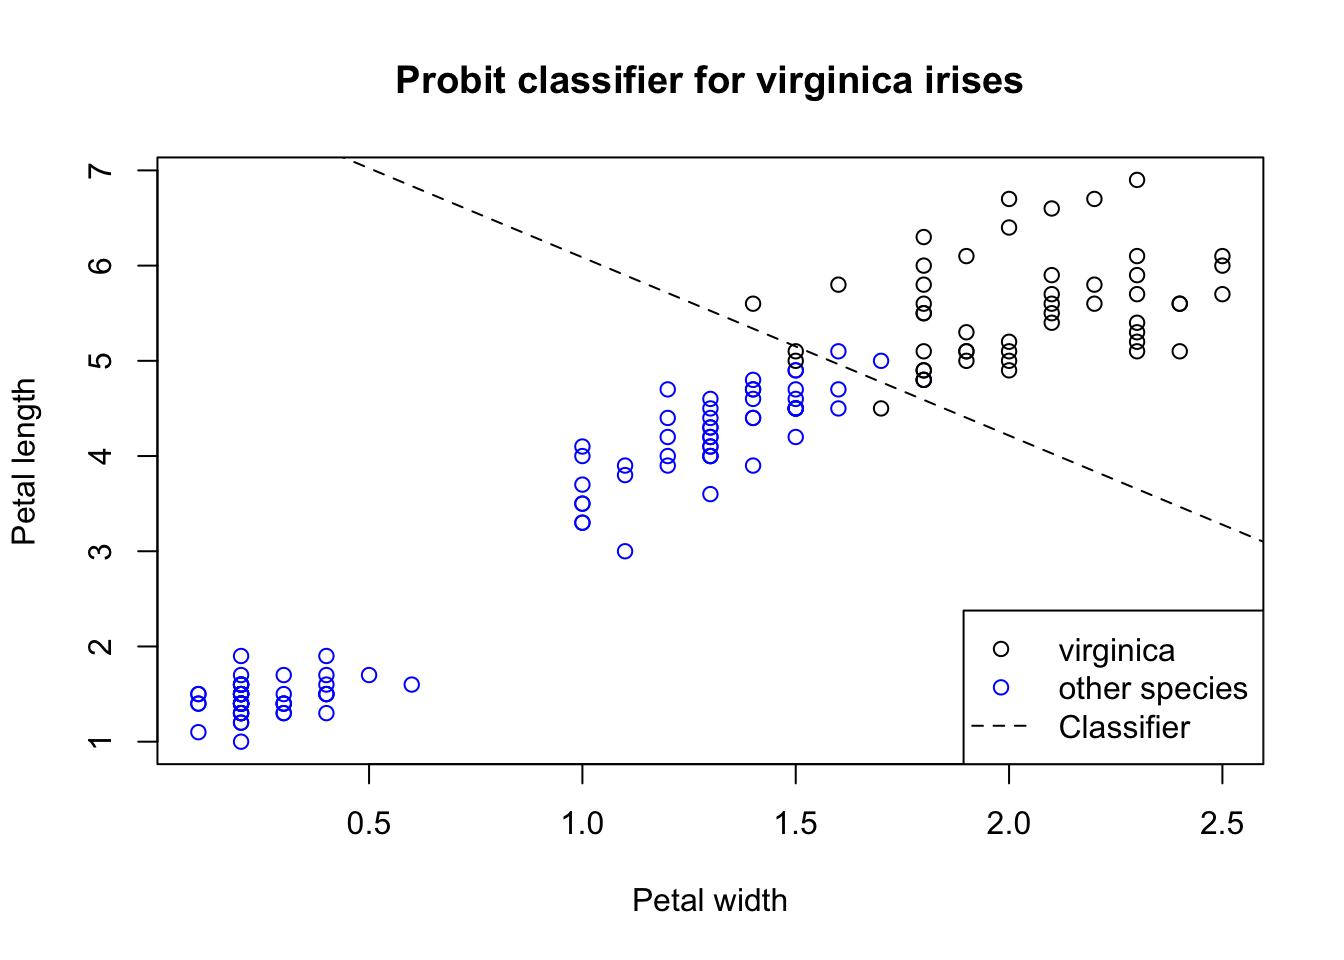 Probit classifier for virginica irises
7
6
5
4
3
2
1
Petal length
virginica
other species
Classifier
0.5 1.0 1.5 2.0 2.5
Petal width